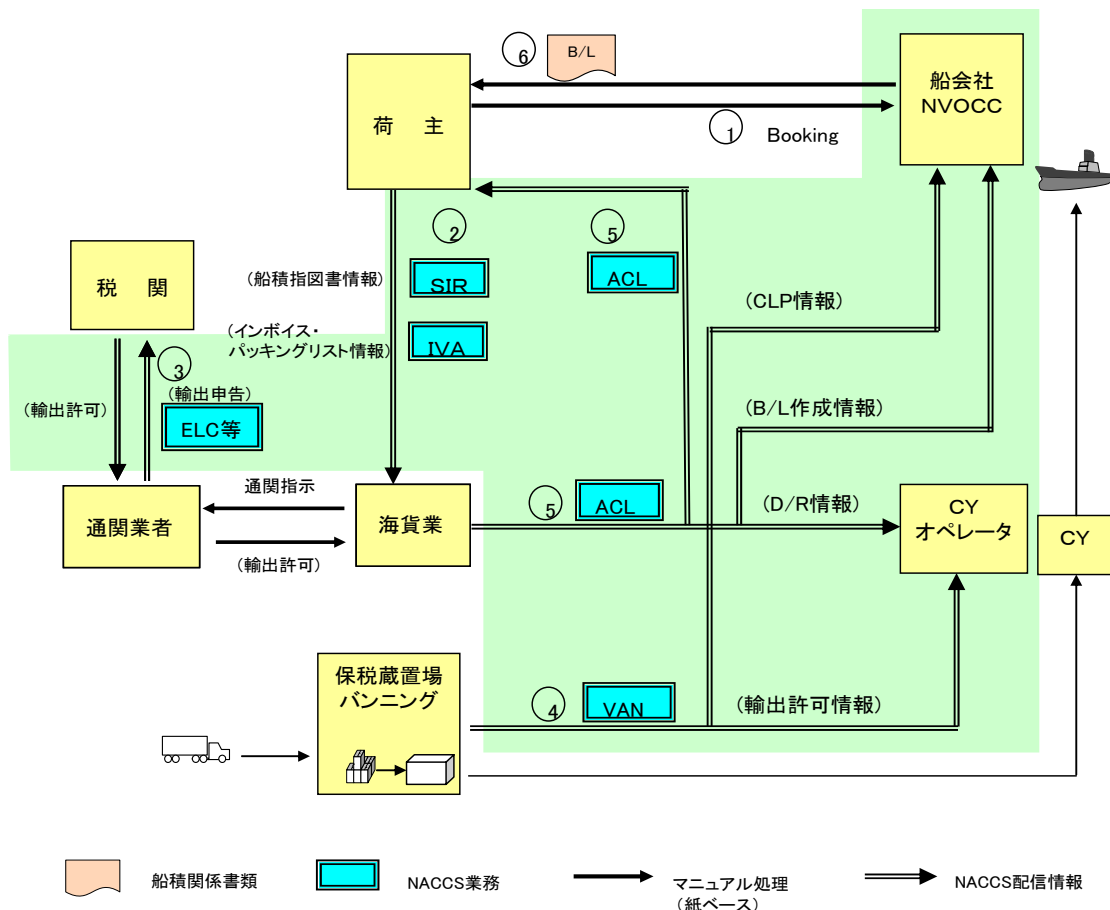 6
B/L
船会社
NVOCC
荷　主
1
Booking
2
5
(船積指図書情報)
SIR
ACL
税　関
(CLP情報)
(インボイス・
パッキングリスト情報)
IVA
3
(輸出申告)
(輸出許可)
ELC等
(B/L作成情報)
通関指示
5
ACL
(D/R情報)
通関業者
海貨業
CY
オペレータ
CY
(輸出許可)
保税蔵置場
バンニング
4
VAN
(輸出許可情報)
船積関係書類
NACCS業務
マニュアル処理
(紙ベース)
NACCS配信情報